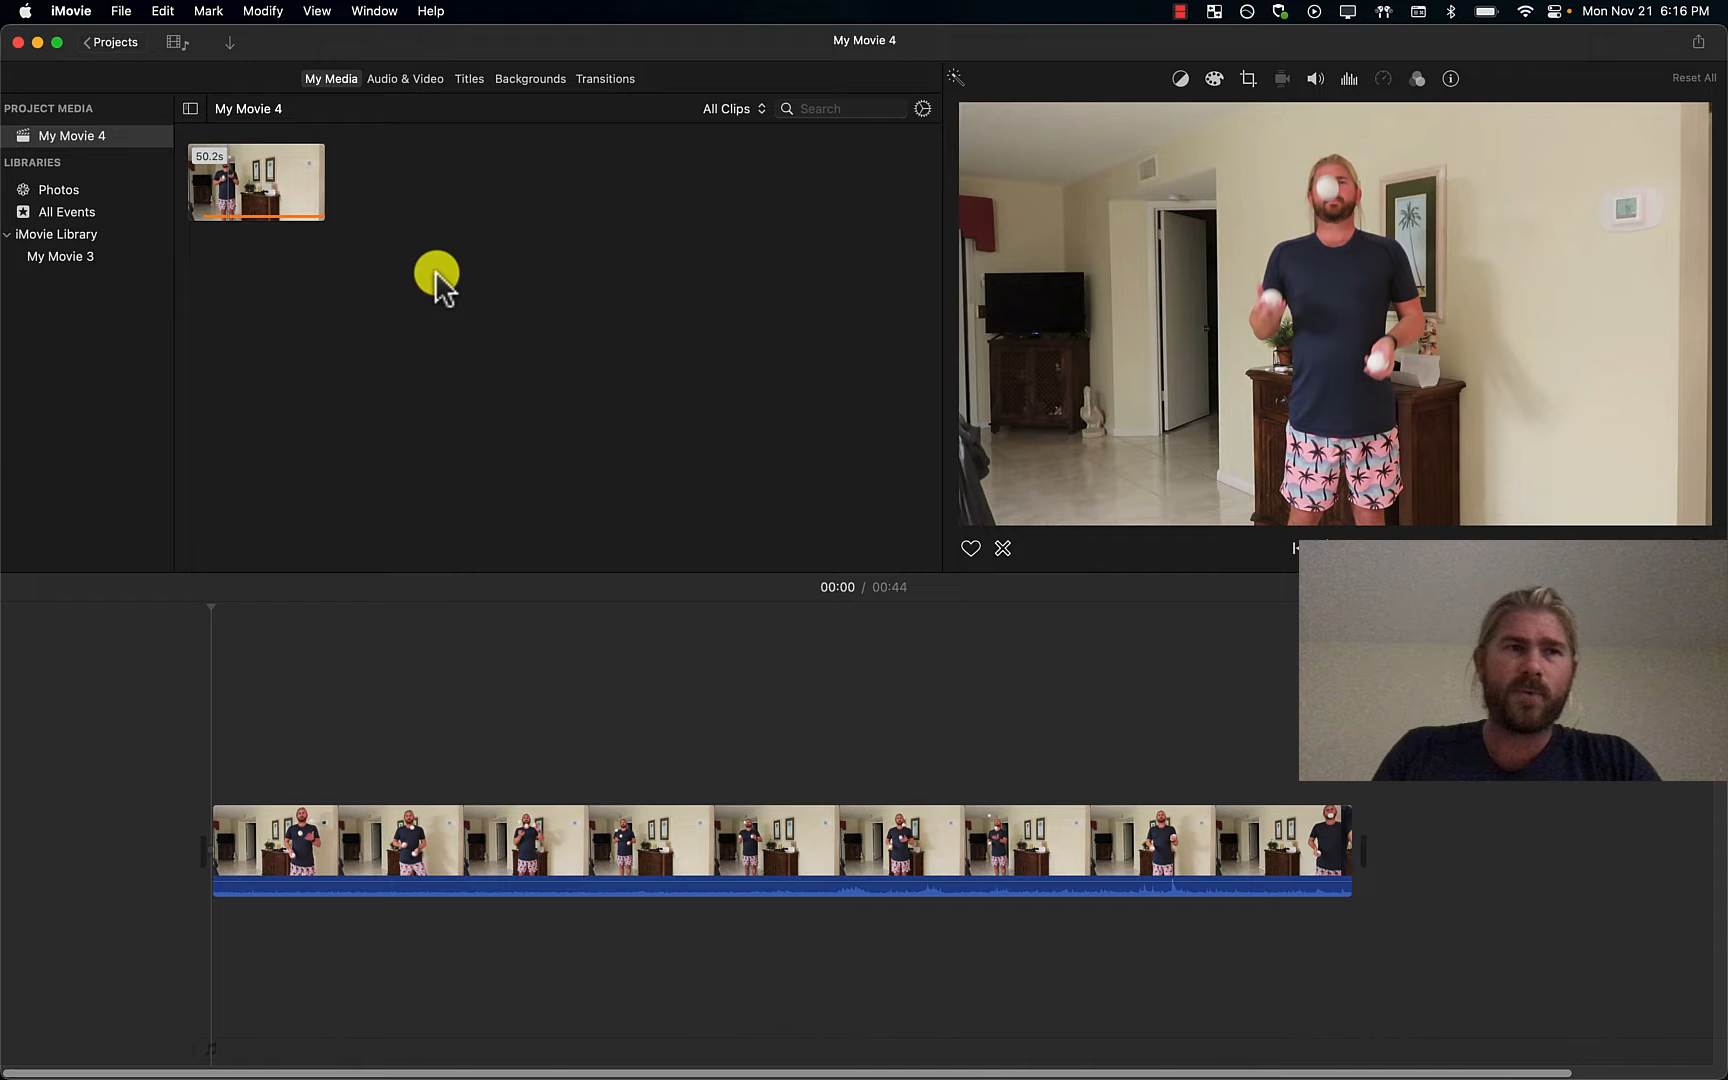 iMovie File Edit Mark Modify View Window Help Mon Nov 21 6:16 PM
Projects My Movie 4
My Media Audio & Video Titles Backgrounds Transitions Reset All
PROJECT MEDIA My Movie 4 All Clips Search
My Movie 4
50.2s
LIBRARIES
Photos
All Events
iMovie Library
My Movie 3
00:00 / 00:44